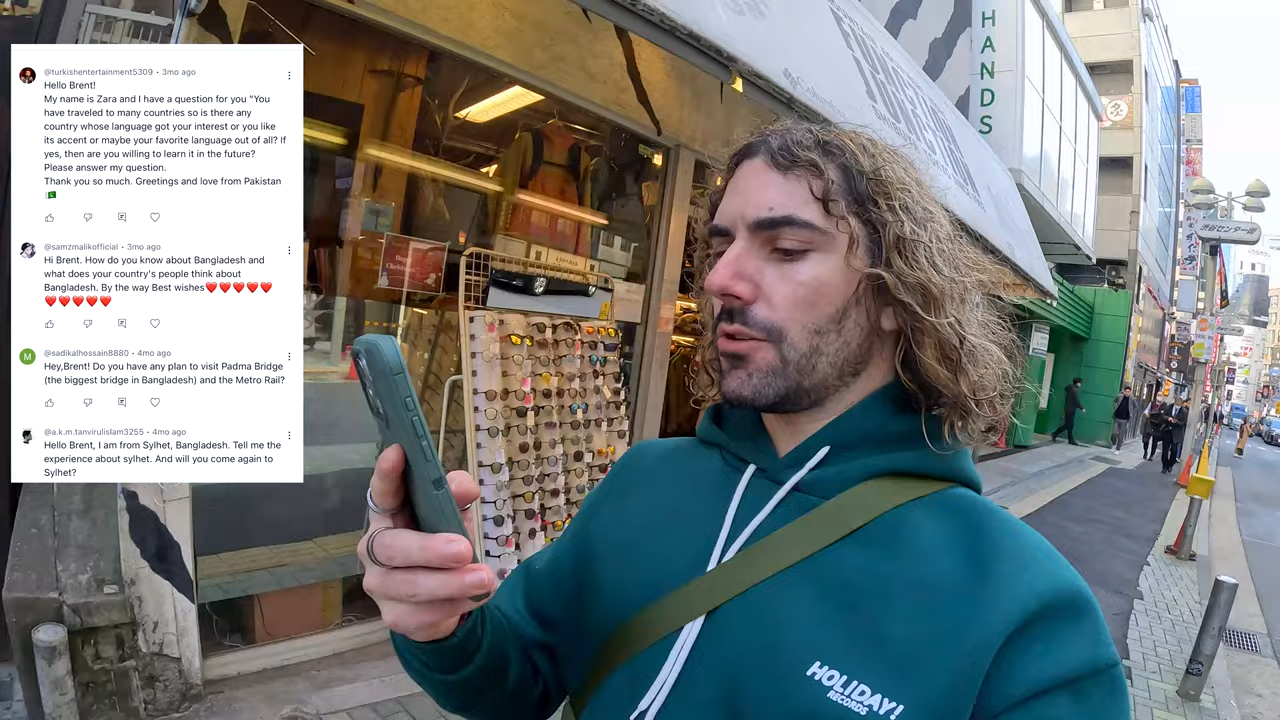 @turkishentertainment5309 • 3mo ago
Hello Brent!
My name is Zara and I have a question for you "You
have traveled to many countries so is there any
country whose language got your interest or you like
its accent or maybe your favorite language out of all? If
yes, then are you willing to learn it in the future?
Please answer my question.
Thank you so much. Greetings and love from Pakistan
🇵🇰
@samzmalikofficial • 3mo ago
Hi Brent. How do you know about Bangladesh and
what does your country's people think about
Bangladesh. By the way Best wishes❤️❤️❤️❤️❤️
❤️❤️❤️❤️❤️
M
@sadikalhossain8880 • 4mo ago
Hey,Brent! Do you have any plan to visit Padma Bridge
(the biggest bridge in Bangladesh) and the Metro Rail?
@a.k.m.tanvirulislam3255 • 4mo ago
Hello Brent, I am from Sylhet, Bangladesh. Tell me the
experience about sylhet. And will you come again to
Sylhet?
HANDS
渋谷センター街
Happy
Christmas
HOLIDAY!
RECORDS